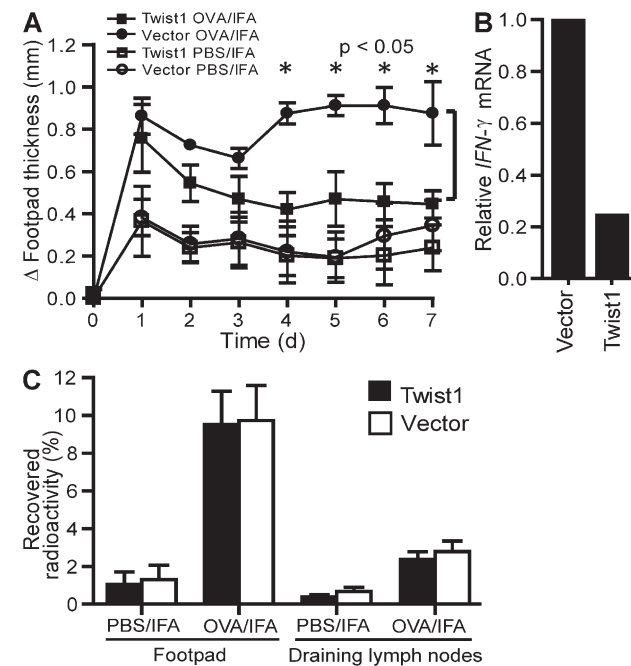 A
Twist1 OVA/IFA
Vector OVA/IFA
Twist1 PBS/IFA
Vector PBS/IFA
p < 0.05
* * * *
Δ Footpad thickness (mm)
1.2
1.0
0.8
0.6
0.4
0.2
0.0
0 1 2 3 4 5 6 7
Time (d)
B
Relative IFN-γ mRNA
1.0
0.8
0.6
0.4
0.2
0.0
Vector
Twist1
C
Recovered
radioactivity (%)
12
10
8
6
4
2
0
Twist1
Vector
PBS/IFA OVA/IFA PBS/IFA OVA/IFA
Footpad Draining lymph nodes